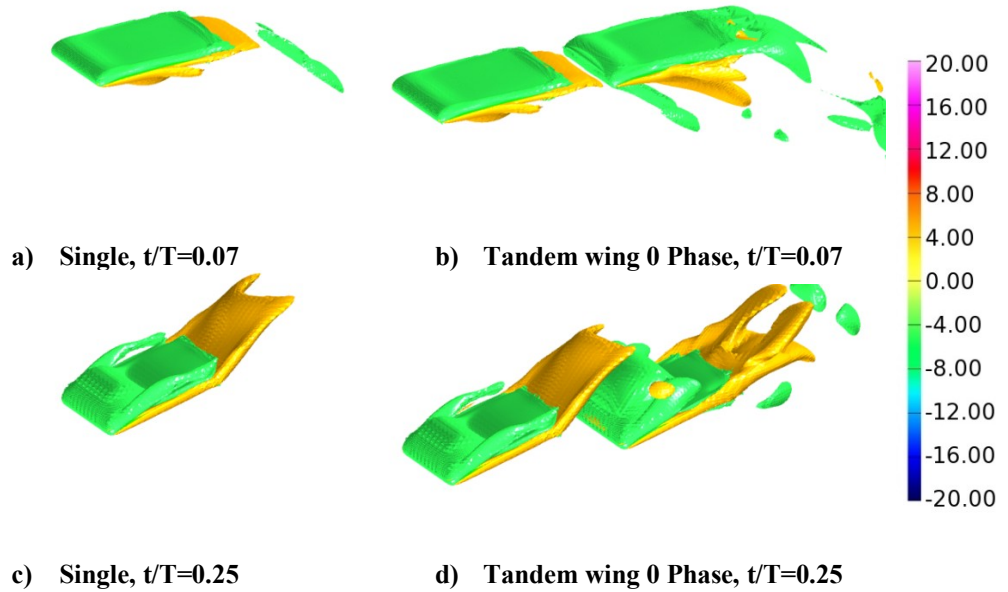 20.00
16.00
12.00
8.00
4.00
0.00
-4.00
-8.00
-12.00
-16.00
-20.00
a) Single, t/T=0.07
b) Tandem wing 0 Phase, t/T=0.07
c) Single, t/T=0.25
d) Tandem wing 0 Phase, t/T=0.25